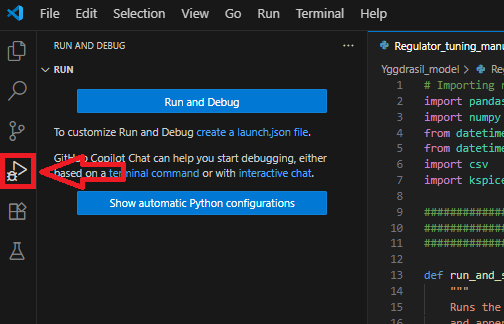 File Edit Selection View Go Run Terminal Help
RUN AND DEBUG ···
RUN
Run and Debug
To customize Run and Debug create a launch.json file.
GitHub Copilot Chat can help you start debugging, either
based on a terminal command or with interactive chat.
Show automatic Python configurations
Regulator_tuning_manu
Yggdrasil_model > Re
1 # Importing n
2 import pandas
3 import numpy
4 from datetime
5 from datetime
6 import csv
7 import kspice
8
9 #############
10 #############
11 #############
12
13 def run_and_s
14 """
15 Runs the
16 and appen